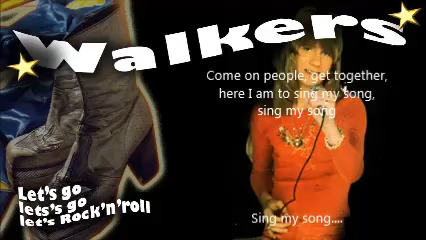 Walkers
Come on people, get together,
here I am to sing my song,
sing my song
Let's go
lets's go
let's Rock'n'roll
Sing my song....